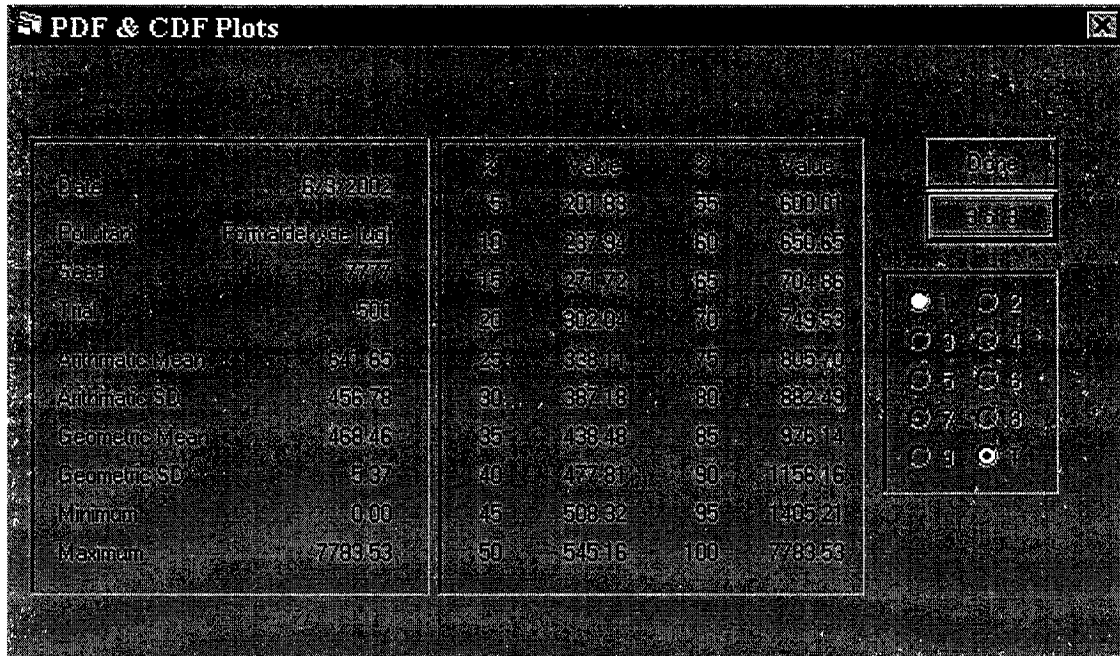 PDF & CDF Plots
Date 6/9/2002
Pollutant Formaldehyde (ug)
Seed 7777
Trial 500
Arithmatic Mean 641.65
Arithmatic SD 456.78
Geometric Mean 468.46
Geometric SD 5.37
Minimum 0.00
Maximum 7783.53
% Value % Value
5 201.83 55 600.01
10 237.94 60 650.65
15 271.72 65 704.86
20 302.04 70 749.53
25 338.11 75 805.70
30 387.18 80 882.49
35 438.48 85 976.14
40 477.81 90 1156.16
45 508.32 95 1405.21
50 545.16 100 7783.53
Done
1 2
3 4
5 6
7 8
9 T